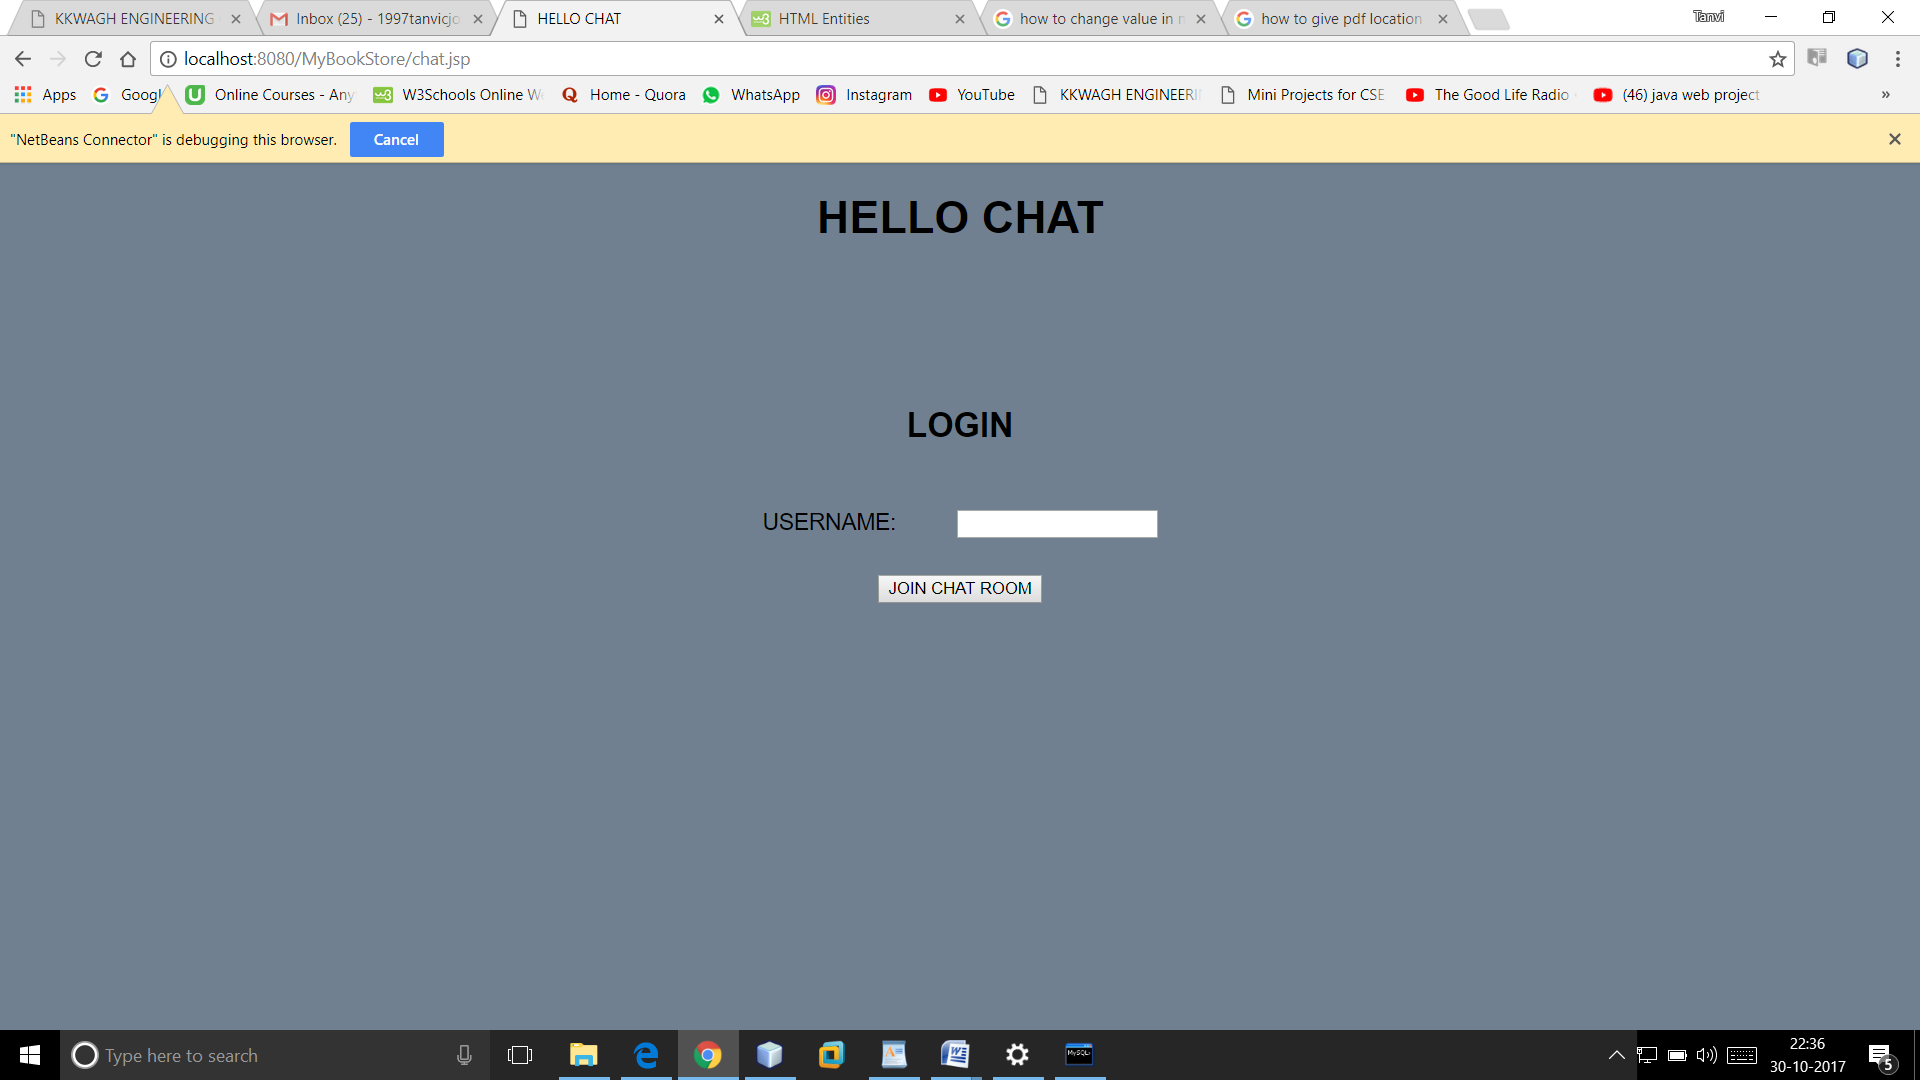 KKWAGH ENGINEERING
Inbox (25) - 1997tanvicjo
HELLO CHAT
HTML Entities
how to change value in
how to give pdf location
Tanvi
localhost:8080/MyBookStore/chat.jsp
Apps
Googl
Online Courses - Any
W3Schools Online W
Home - Quora
WhatsApp
Instagram
YouTube
KKWAGH ENGINEERI
Mini Projects for CSE
The Good Life Radio
(46) java web project
»
"NetBeans Connector" is debugging this browser.
Cancel
HELLO CHAT
LOGIN
USERNAME:
JOIN CHAT ROOM
Type here to search
MySQL
22:36
30-10-2017
5